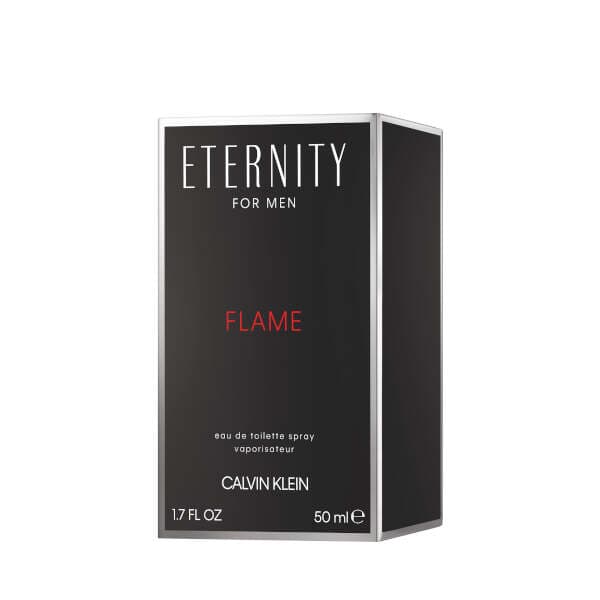 ETERNITY
FOR MEN
FLAME
eau de toilette spray
vaporisateur
CALVIN KLEIN
1.7 FL OZ 50 ml ℮